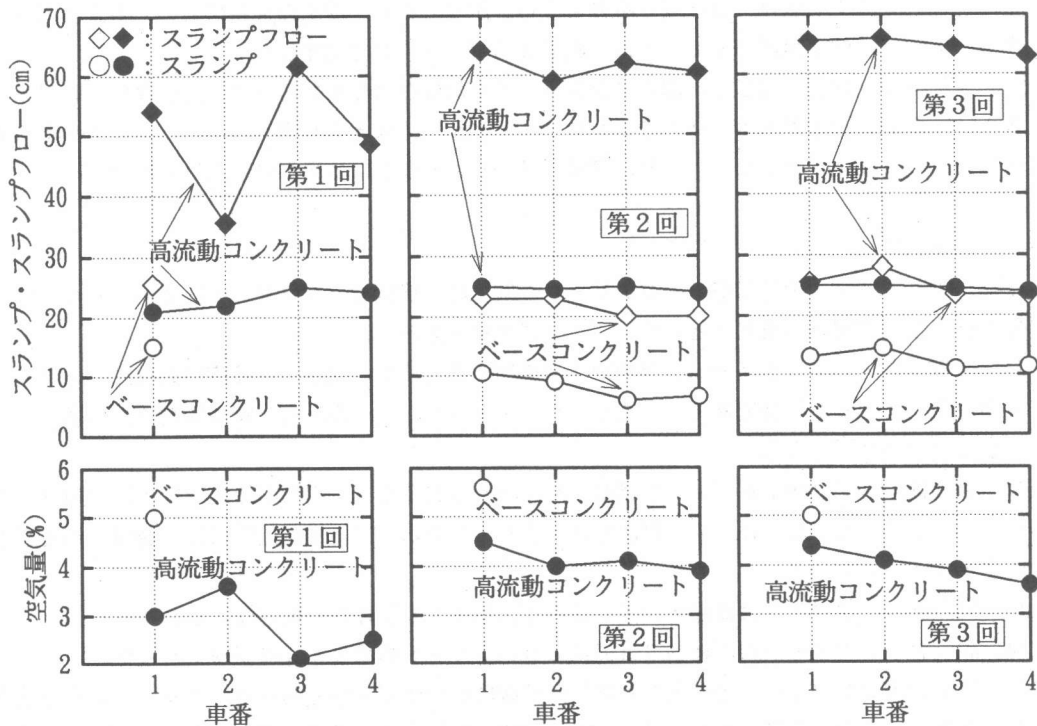 スランプ・スランプフロー(cm)
70
60
50
40
30
20
10
0
◇◆:スランプフロー
○●:スランプ
第1回
高流動コンクリート
ベースコンクリート
高流動コンクリート
第2回
ベースコンクリート
第3回
高流動コンクリート
ベースコンクリート
空気量(%)
6
5
4
3
2
ベースコンクリート
第1回
高流動コンクリート
1 2 3 4
車番
ベースコンクリート
高流動コンクリート
第2回
1 2 3 4
車番
ベースコンクリート
高流動コンクリート
第3回
1 2 3 4
車番